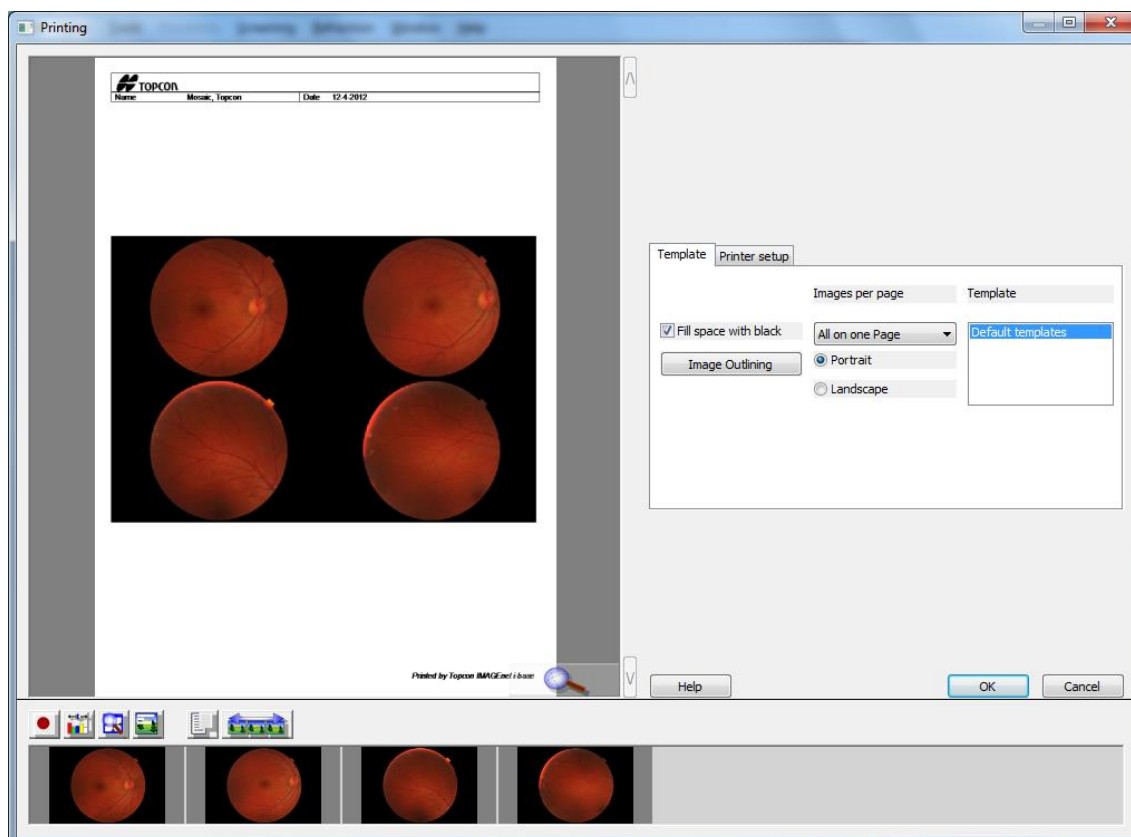 Printing
TOPCON
Name Mosaic, Topcon Date 12-4-2012
Printed by Topcon IMAGEnet i-base
Template Printer setup
Images per page Template
Fill space with black All on one Page Default templates
Image Outlining Portrait
Landscape
Help OK Cancel